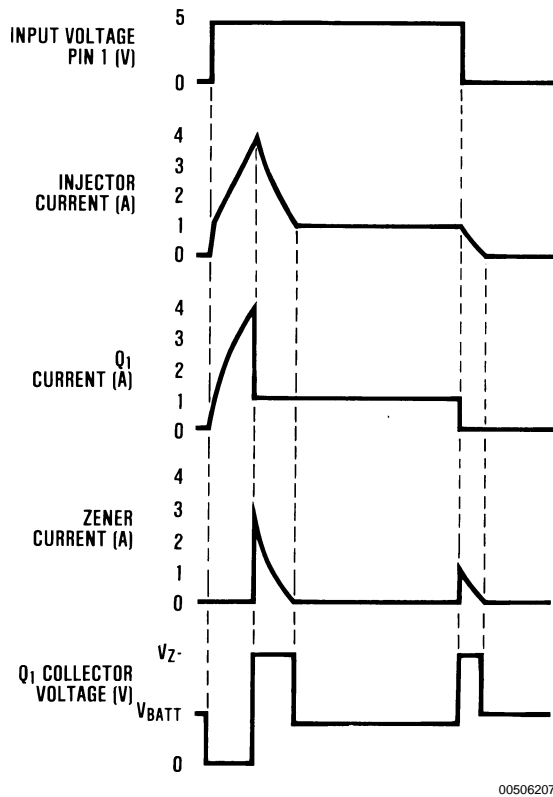 INPUT VOLTAGE
PIN 1 (V)
5
0
INJECTOR
CURRENT (A)
4
3
2
1
0
Q1
CURRENT (A)
4
3
2
1
0
ZENER
CURRENT (A)
4
3
2
1
0
Q1 COLLECTOR
VOLTAGE (V)
VZ-
VBATT
0
00506207